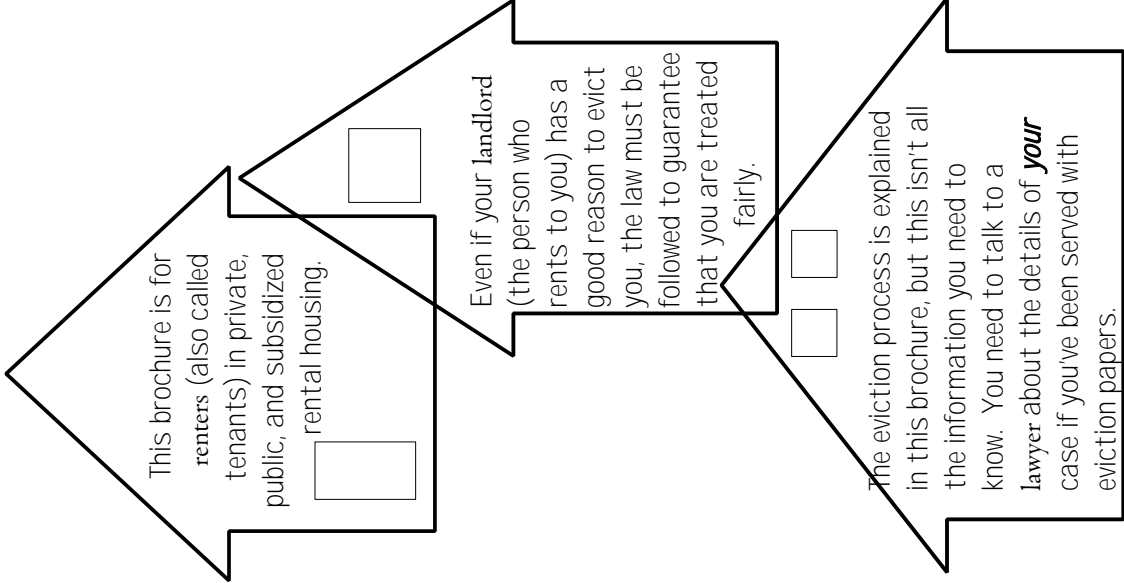 This brochure is for
renters (also called
tenants) in private,
public, and subsidized
rental housing.
Even if your landlord
(the person who
rents to you) has a
good reason to evict
you, the law must be
followed to guarantee
that you are treated
fairly.
The eviction process is explained
in this brochure, but this isn't all
the information you need to
know.  You need to talk to a
lawyer about the details of your
case if you've been served with
eviction papers.